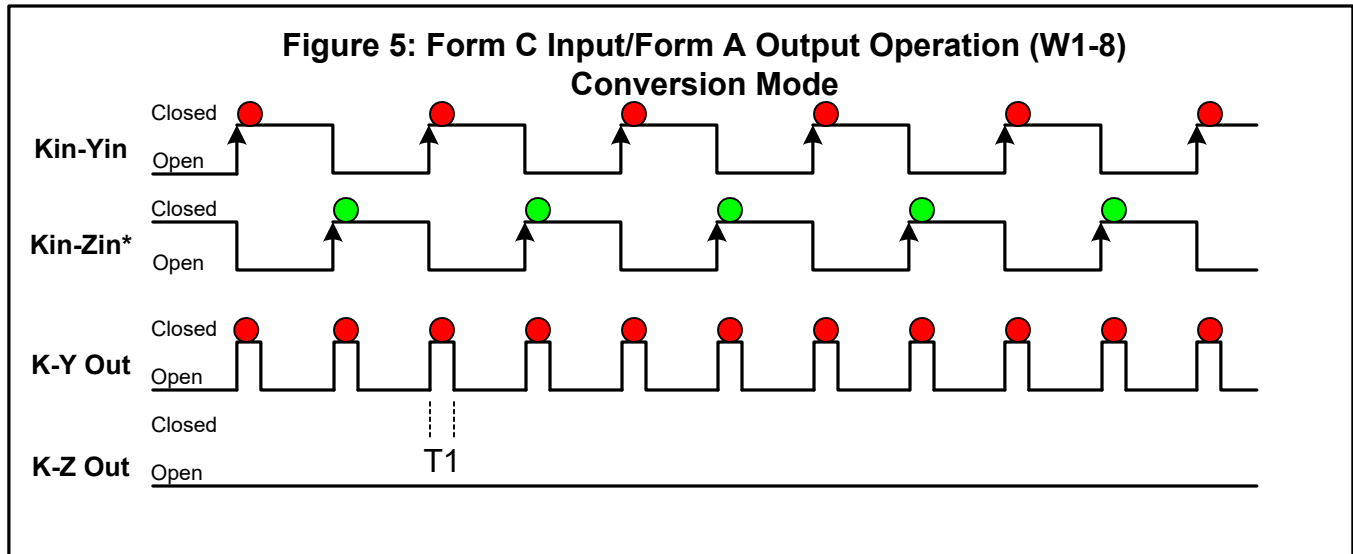 Figure 5: Form C Input/Form A Output Operation (W1-8)
Conversion Mode
Closed
Kin-Yin
Open
Closed
Kin-Zin*
Open
Closed
K-Y Out
Open
Closed
T1
K-Z Out
Open